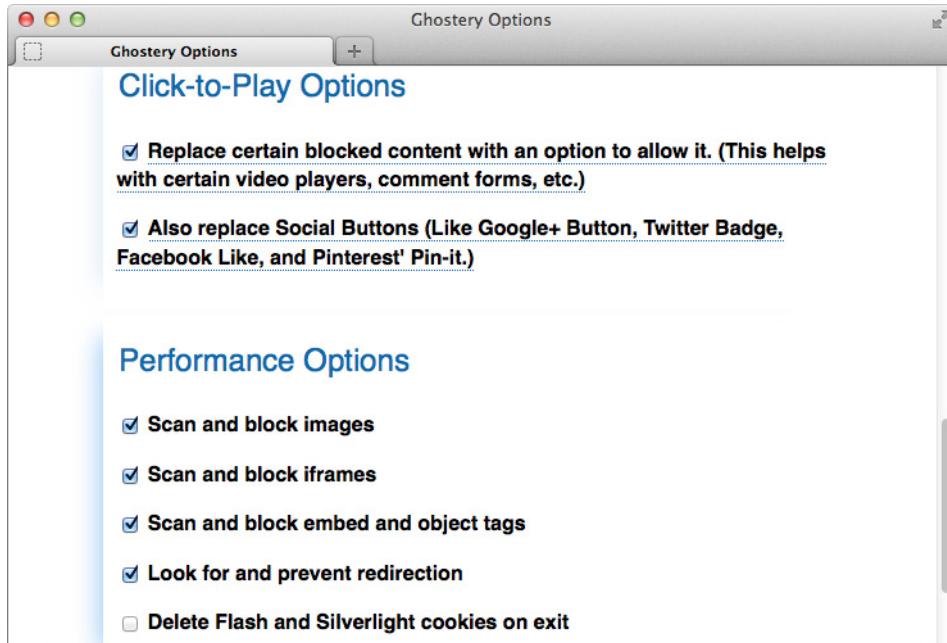 Ghostery Options
Ghostery Options
Click-to-Play Options
Replace certain blocked content with an option to allow it. (This helps
with certain video players, comment forms, etc.)
Also replace Social Buttons (Like Google+ Button, Twitter Badge,
Facebook Like, and Pinterest' Pin-it.)
Performance Options
Scan and block images
Scan and block iframes
Scan and block embed and object tags
Look for and prevent redirection
Delete Flash and Silverlight cookies on exit